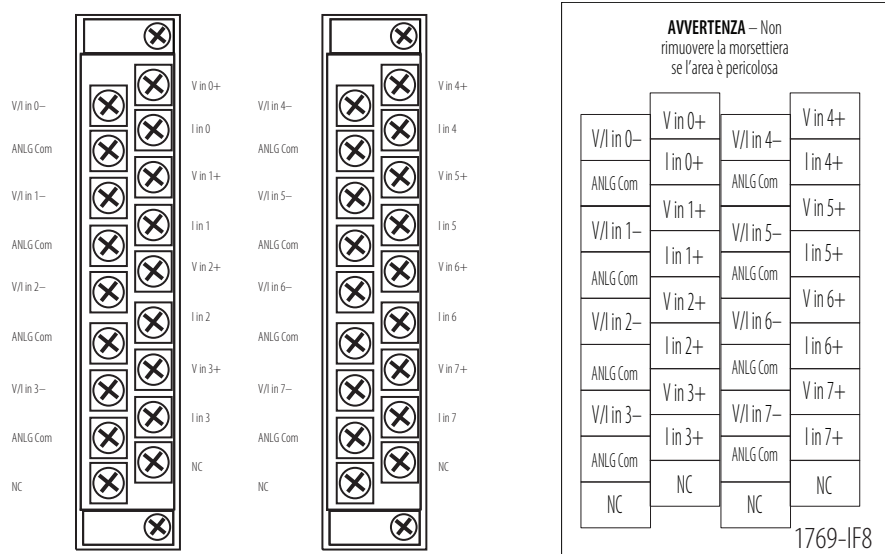 V in 0+
V/I in 0–
I in 0
ANLG Com
V in 1+
V/I in 1–
I in 1
ANLG Com
V in 2+
V/I in 2–
I in 2
ANLG Com
V in 3+
V/I in 3–
I in 3
ANLG Com
NC
NC
V in 4+
V/I in 4–
I in 4
ANLG Com
V in 5+
V/I in 5–
I in 5
ANLG Com
V in 6+
V/I in 6–
I in 6
ANLG Com
V in 7+
V/I in 7–
I in 7
ANLG Com
NC
NC
AVVERTENZA – Non
rimuovere la morsettiera
se l'area è pericolosa
V/I in 0–
ANLG Com
V/I in 1–
ANLG Com
V/I in 2–
ANLG Com
V/I in 3–
ANLG Com
NC
V in 0+
I in 0+
V in 1+
I in 1+
V in 2+
I in 2+
V in 3+
I in 3+
NC
V/I in 4–
ANLG Com
V/I in 5–
ANLG Com
V/I in 6–
ANLG Com
V/I in 7–
ANLG Com
NC
V in 4+
I in 4+
V in 5+
I in 5+
V in 6+
I in 6+
V in 7+
I in 7+
NC
1769-IF8